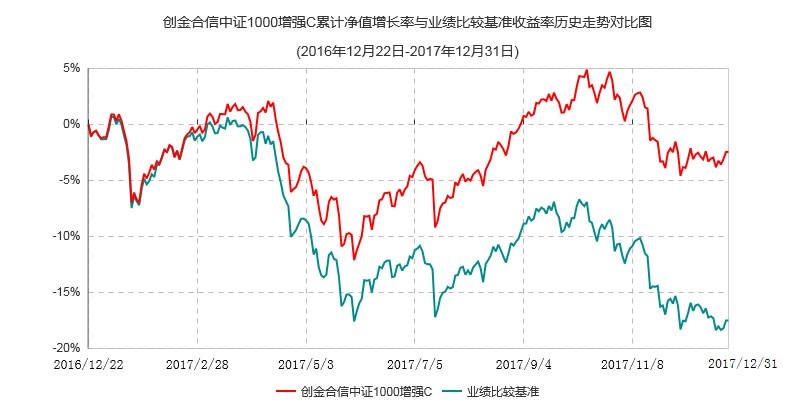 创金合信中证1000增强C累计净值增长率与业绩比较基准收益率历史走势对比图
(2016年12月22日-2017年12月31日)
5%
0%
-5%
-10%
-15%
-20%
2016/12/22 2017/2/28 2017/5/3 2017/7/5 2017/9/4 2017/11/8 2017/12/31
创金合信中证1000增强C 业绩比较基准